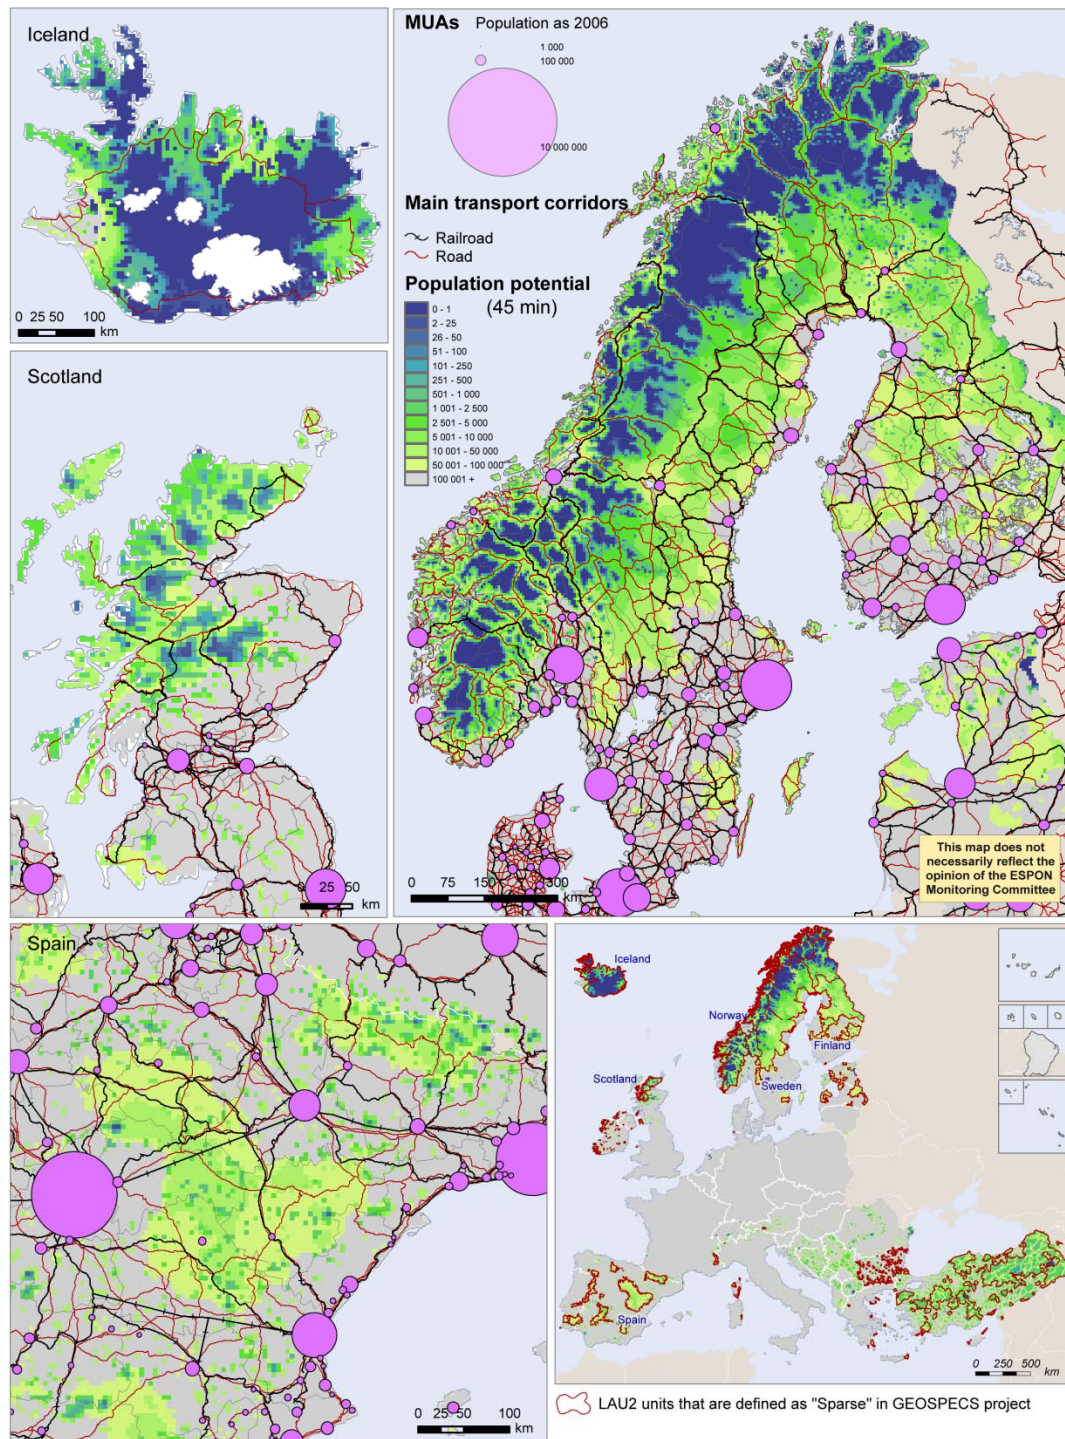 Iceland
0 25 50 100
km
Scotland
25 50
km
MUAs Population as 2006
1 000
100 000
10 000 000
Main transport corridors
Railroad
Road
Population potential
(45 min)
0 - 1
2 - 25
26 - 50
51 - 100
101 - 250
251 - 500
501 - 1 000
1 001 - 2 500
2 501 - 5 000
5 001 - 10 000
10 001 - 50 000
50 001 - 100 000
100 001 +
0 75 150 300
km
This map does not
necessarily reflect the
opinion of the ESPON
Monitoring Committee
Spain
0 25 50 100
km
Iceland
Norway
Finland
Scotland
Sweden
Spain
0 250 500
km
LAU2 units that are defined as "Sparse" in GEOSPECS project